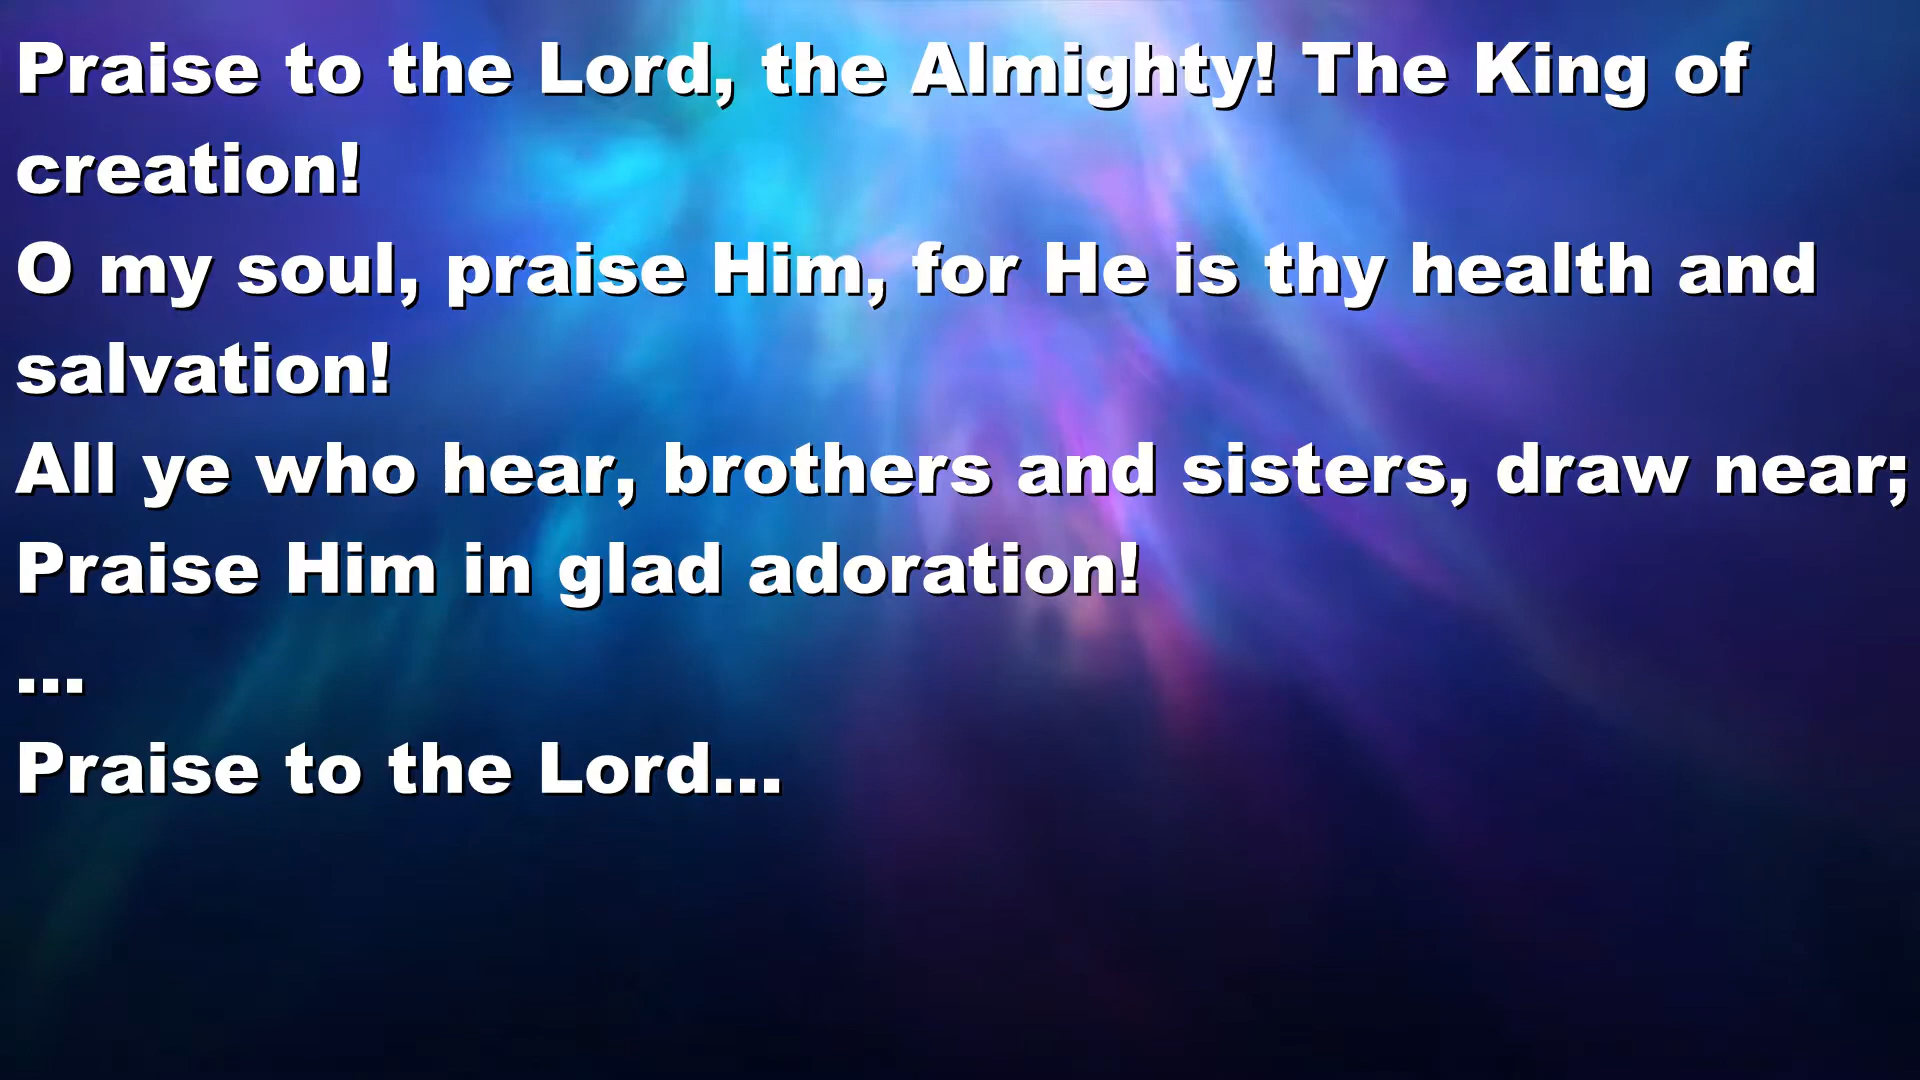 Praise to the Lord, the Almighty! The King of
creation!
O my soul, praise Him, for He is thy health and
salvation!
All ye who hear, brothers and sisters, draw near;
Praise Him in glad adoration!
...
Praise to the Lord...